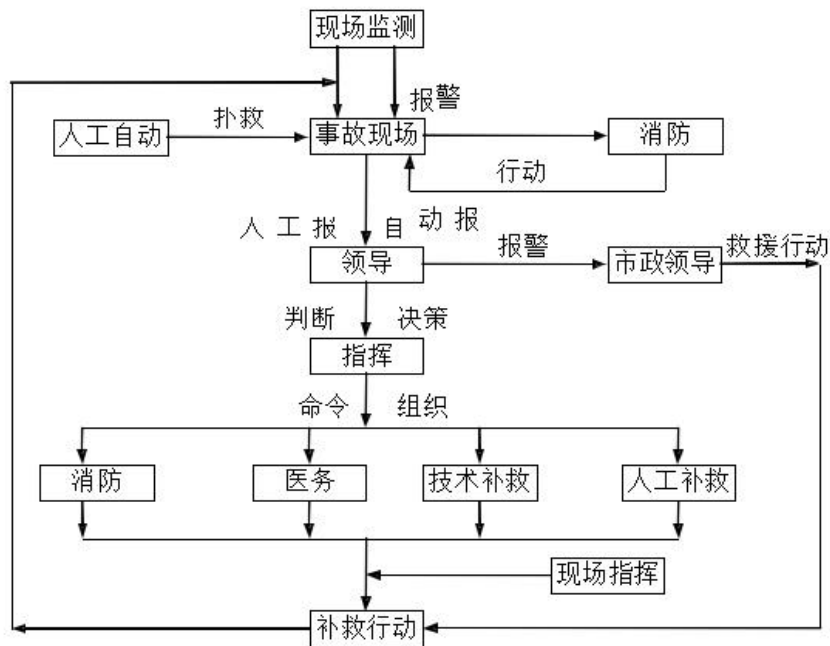 现场监测
报警
扑救
人工自动
事故现场
消防
行动
人工报 自动报
报警
救援行动
领导
市政领导
判断 决策
指挥
命令 组织
消防
医务
技术补救
人工补救
现场指挥
补救行动